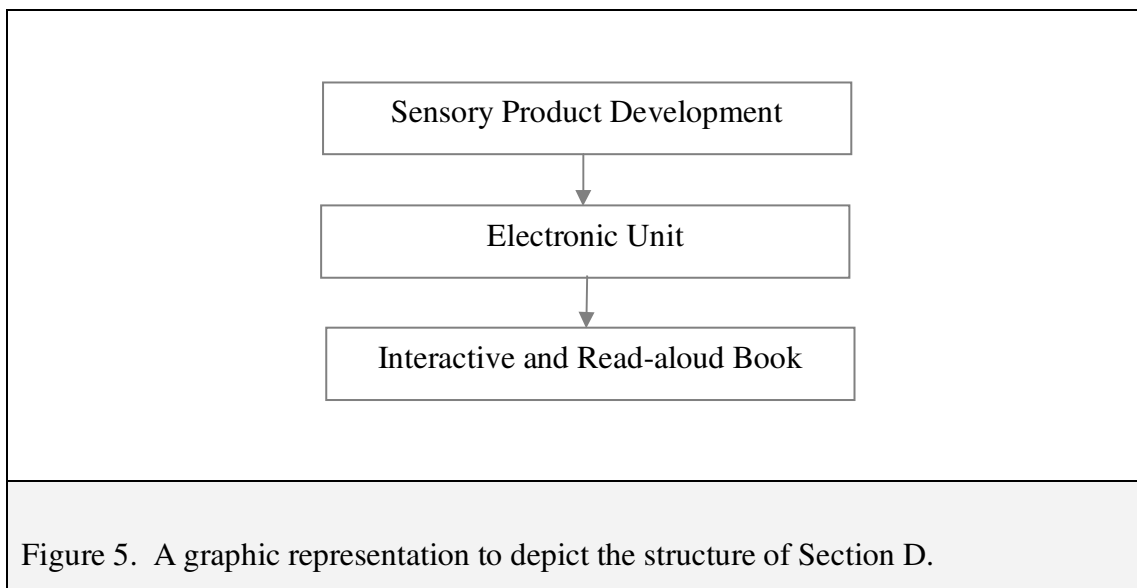 Sensory Product Development
Electronic Unit
Interactive and Read-aloud Book
Figure 5.  A graphic representation to depict the structure of Section D.